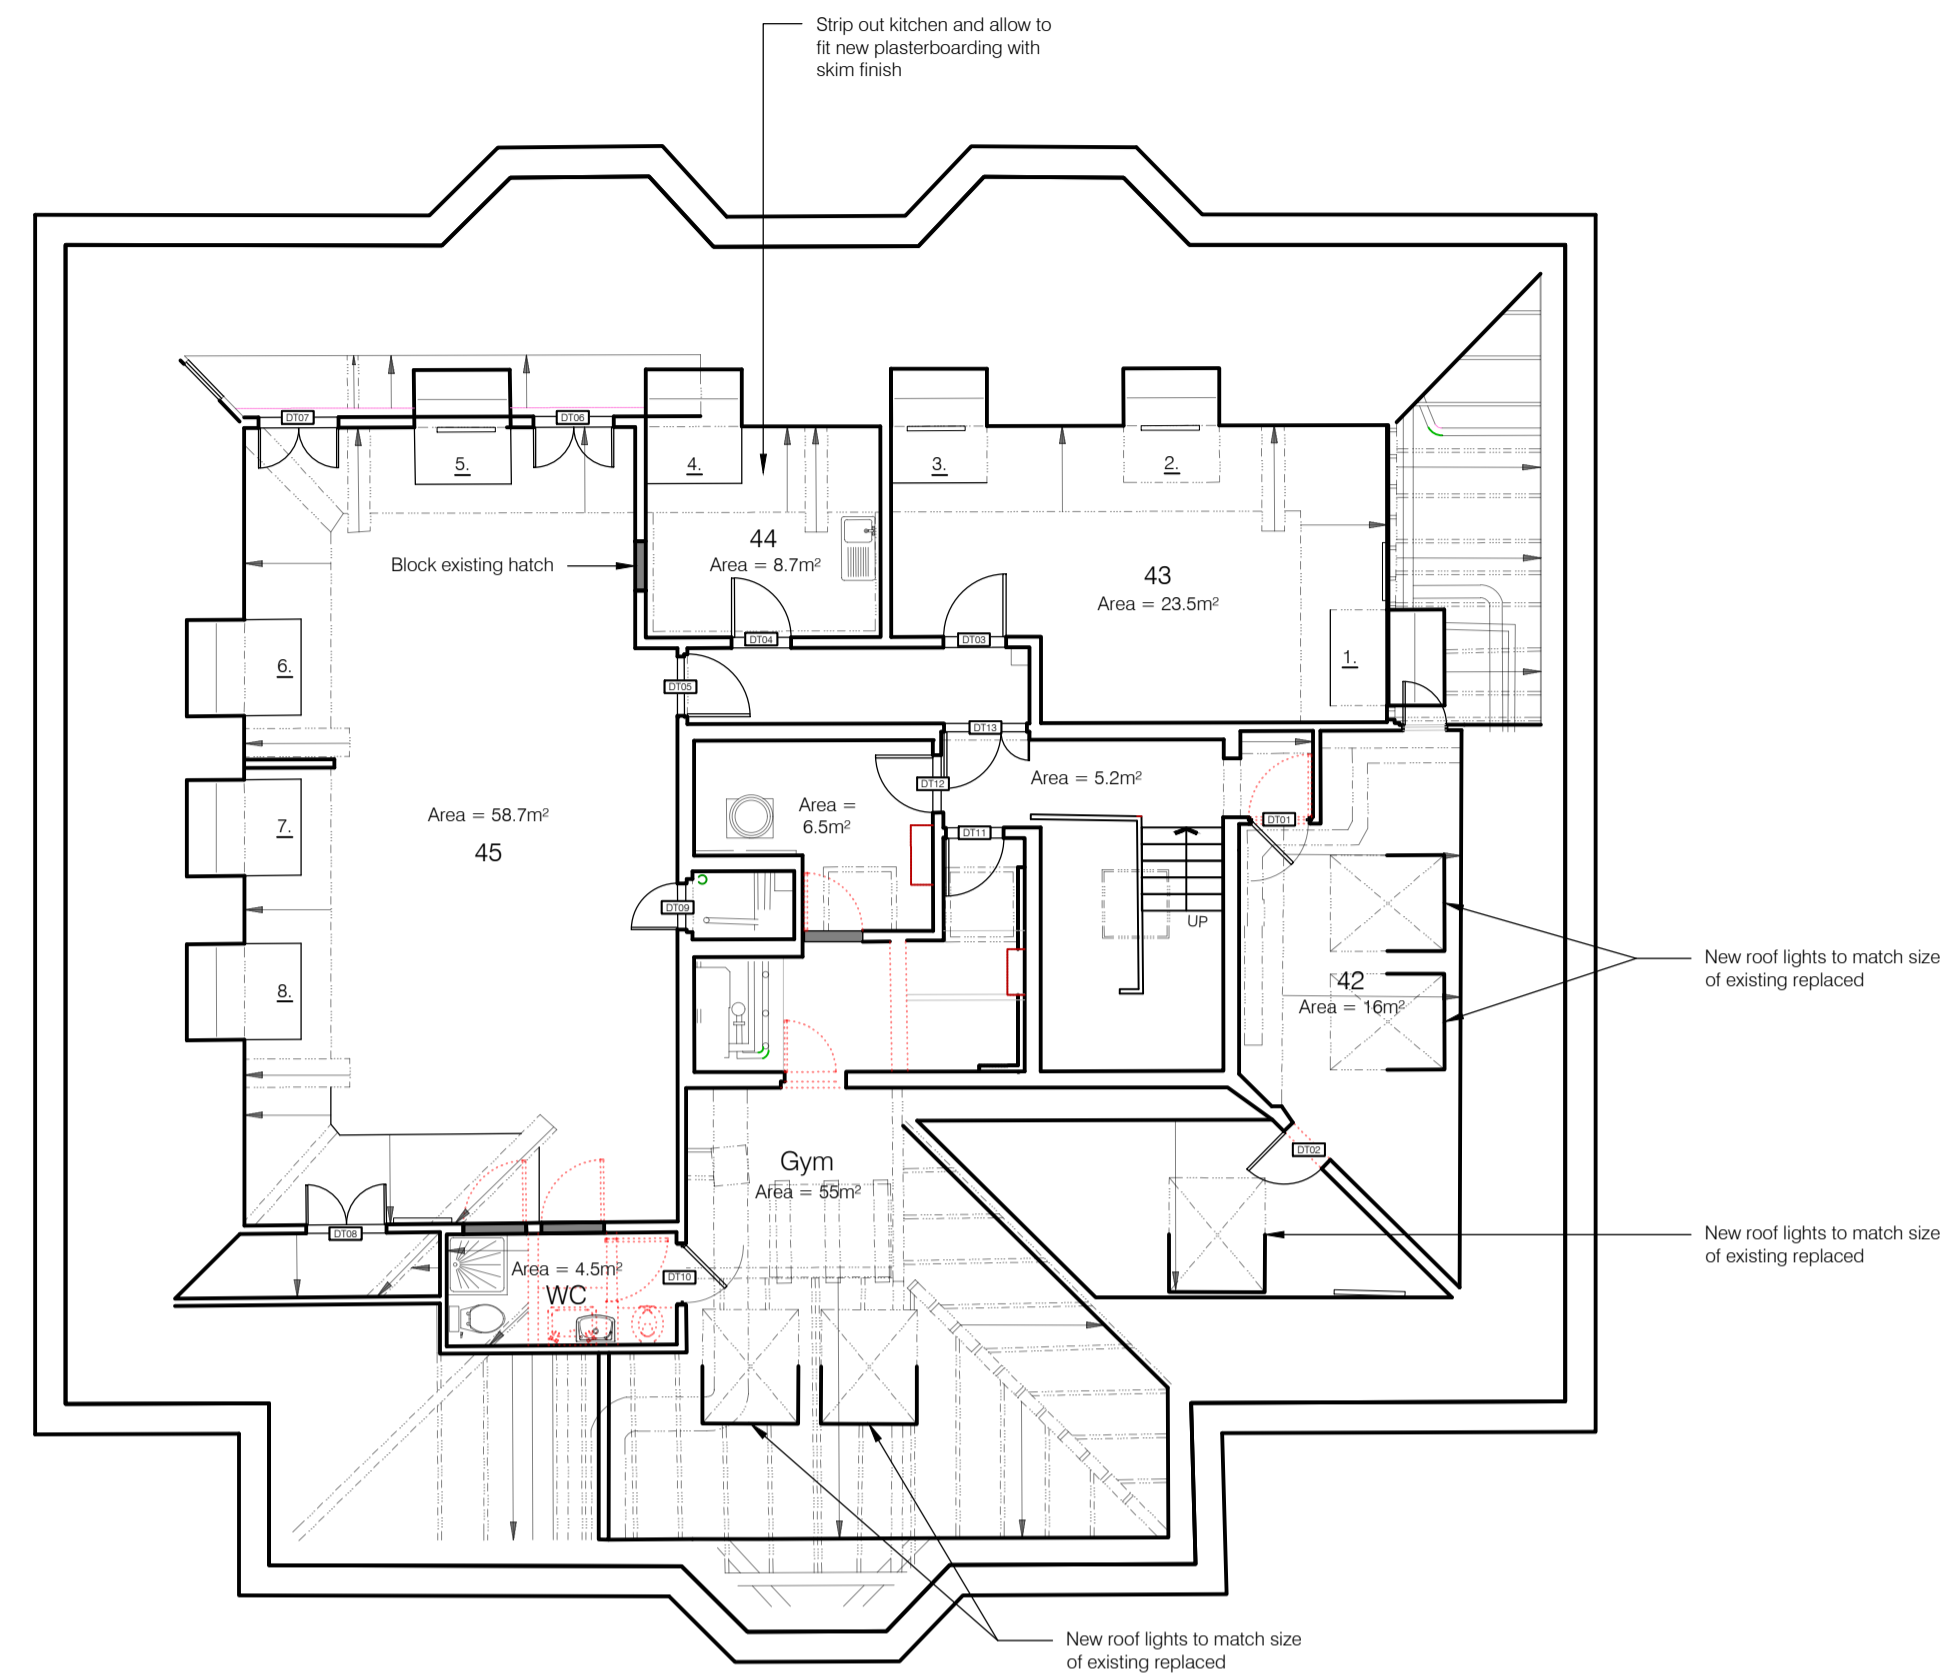 Strip out kitchen and allow to
fit new plasterboarding with
skim finish
DT07
DT06
5.
4.
3.
2.
44
Area = 8.7m²
Block existing hatch
43
Area = 23.5m²
DT04
DT03
6.
1.
DT05
DT13
Area = 5.2m²
DT12
7.
Area = 58.7m²
45
Area =
6.5m²
DT11
DT01
DT09
UP
8.
42
Area = 16m²
New roof lights to match size
of existing replaced
Gym
Area = 55m²
DT02
DT08
Area = 4.5m²
WC
DT10
New roof lights to match size
of existing replaced
New roof lights to match size
of existing replaced